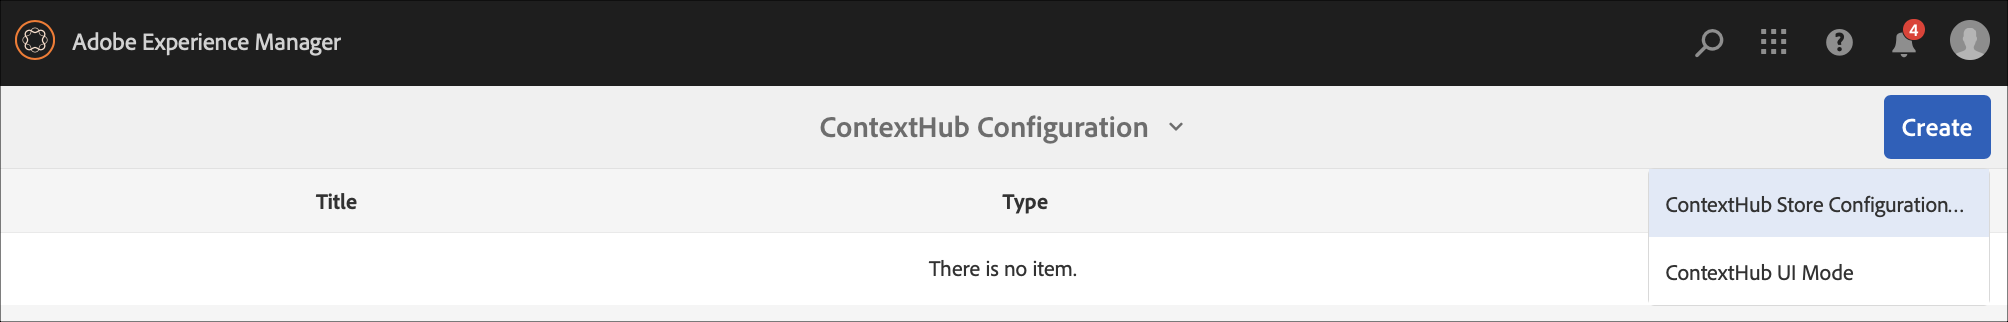 Adobe Experience Manager
?
4
ContextHub Configuration
Create
Title
Type
ContextHub Store Configuration...
There is no item.
ContextHub UI Mode